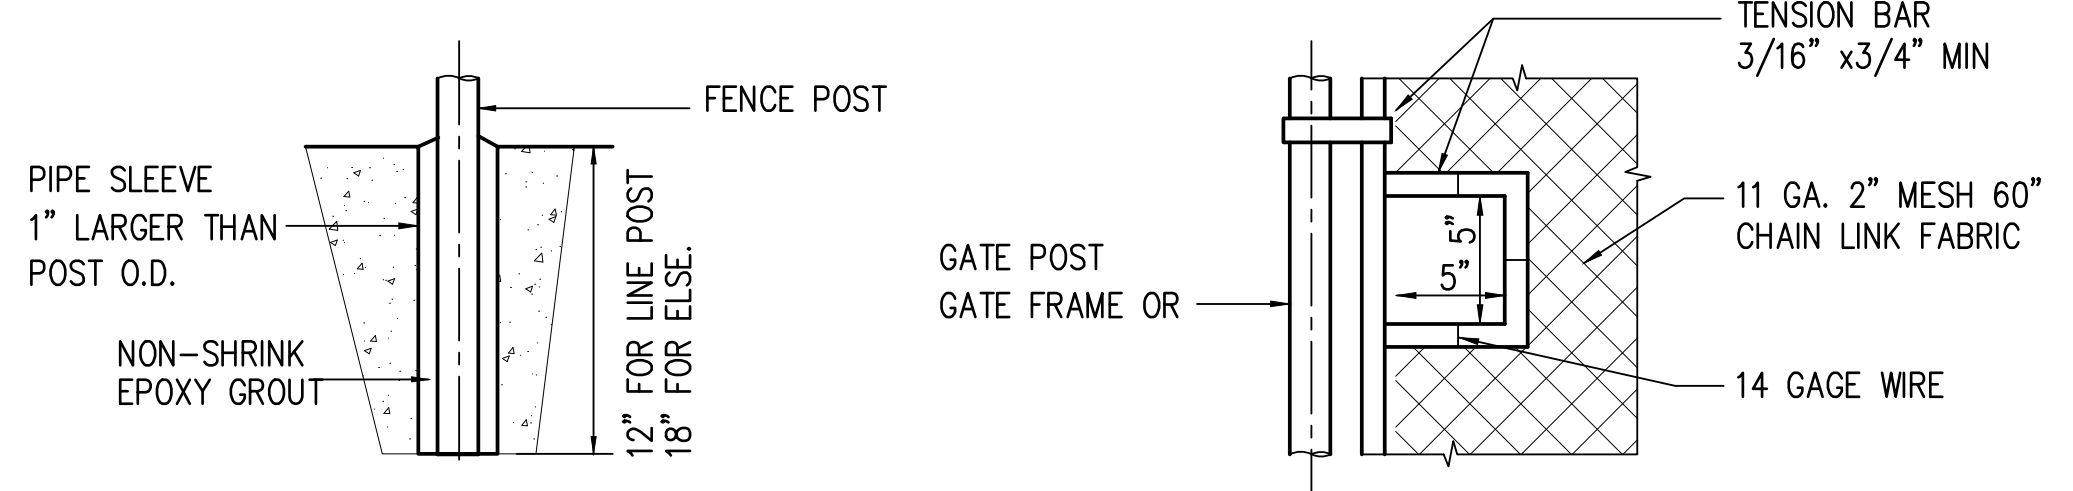 FENCE POST
PIPE SLEEVE
1" LARGER THAN
POST O.D.
NON-SHRINK
EPOXY GROUT
12" FOR LINE POST
18" FOR ELSE.
TENSION BAR
3/16" x3/4" MIN
11 GA. 2" MESH 60"
CHAIN LINK FABRIC
5"
5"
GATE POST
GATE FRAME OR
14 GAGE WIRE